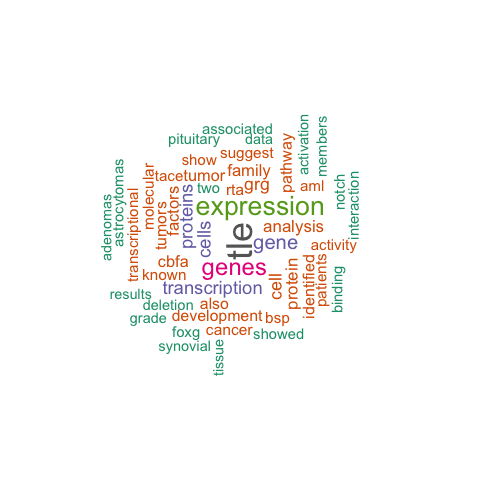 associated
pituitary
data
activation
members
show
suggest
pathway
adenomas
astrocytomas
transcriptional
molecular
tace
tumor
family
notch
interaction
tumors
factors
proteins
two
rta
grg
aml
expression
cells
tle
gene
analysis
activity
cbfa
known
genes
cell
protein
identified
patients
binding
results
transcription
deletion
also
grade
development
bsp
foxg
cancer
showed
synovial
tissue